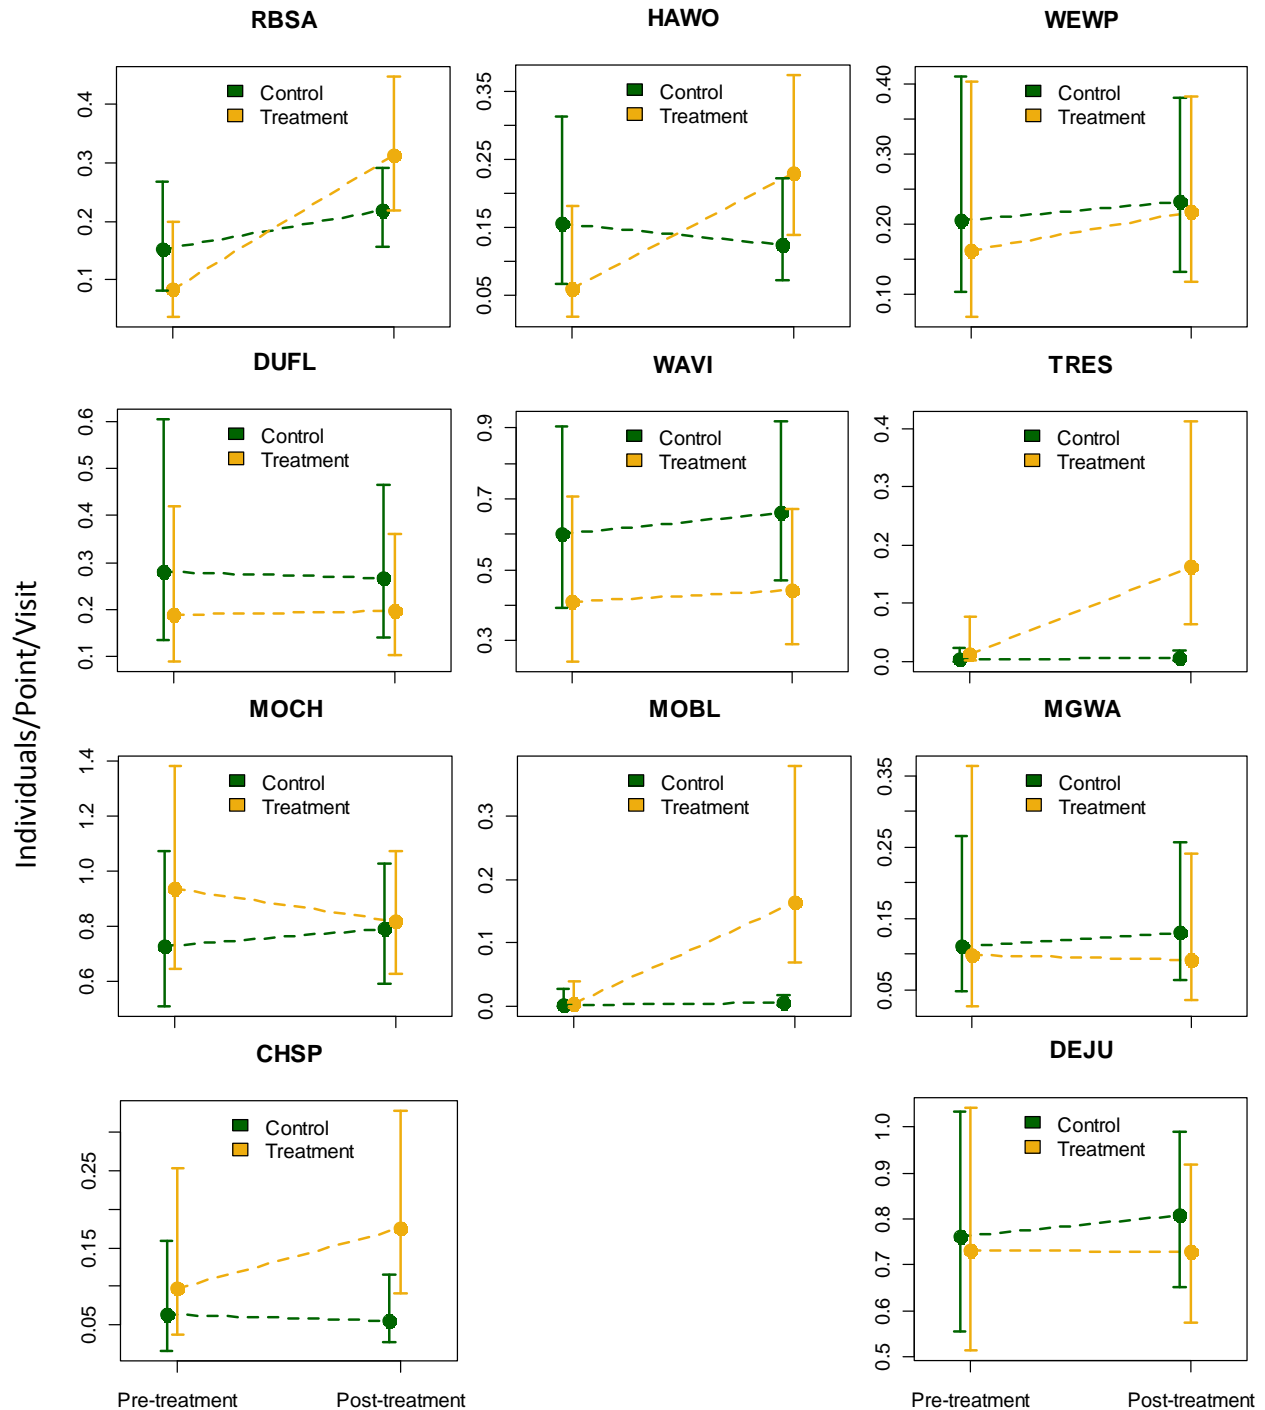 RBSA
Control
Treatment
0.4
0.3
0.2
0.1
HAWO
Control
Treatment
0.35
0.25
0.15
0.05
WEWP
Control
Treatment
0.40
0.30
0.20
0.10
DUFL
Control
Treatment
0.6
0.5
0.4
0.3
0.2
0.1
WAVI
Control
Treatment
0.9
0.7
0.5
0.3
TRES
Control
Treatment
0.4
0.3
0.2
0.1
0.0
Individuals/Point/Visit
MOCH
Control
Treatment
1.4
1.2
1.0
0.8
0.6
MOBL
Control
Treatment
0.3
0.2
0.1
0.0
MGWA
Control
Treatment
0.35
0.25
0.15
0.05
CHSP
Control
Treatment
0.25
0.15
0.05
Pre-treatment Post-treatment
DEJU
Control
Treatment
1.0
0.9
0.8
0.7
0.6
0.5
Pre-treatment Post-treatment